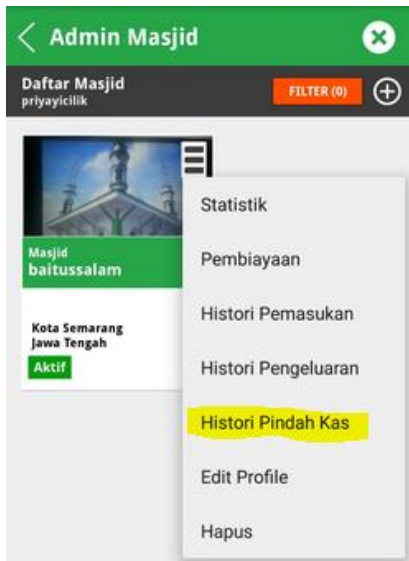 Admin Masjid
Daftar Masjid
priyayicilik
FILTER (0)
Masjid
baitussalam
Kota Semarang
Jawa Tengah
Aktif
Statistik
Pembiayaan
Histori Pemasukan
Histori Pengeluaran
Histori Pindah Kas
Edit Profile
Hapus